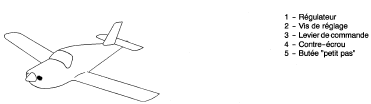 1 - Régulateur
2 - Vis de réglage
3 - Levier de commande
4 - Contre-écrou
5 - Butée "petit pas"